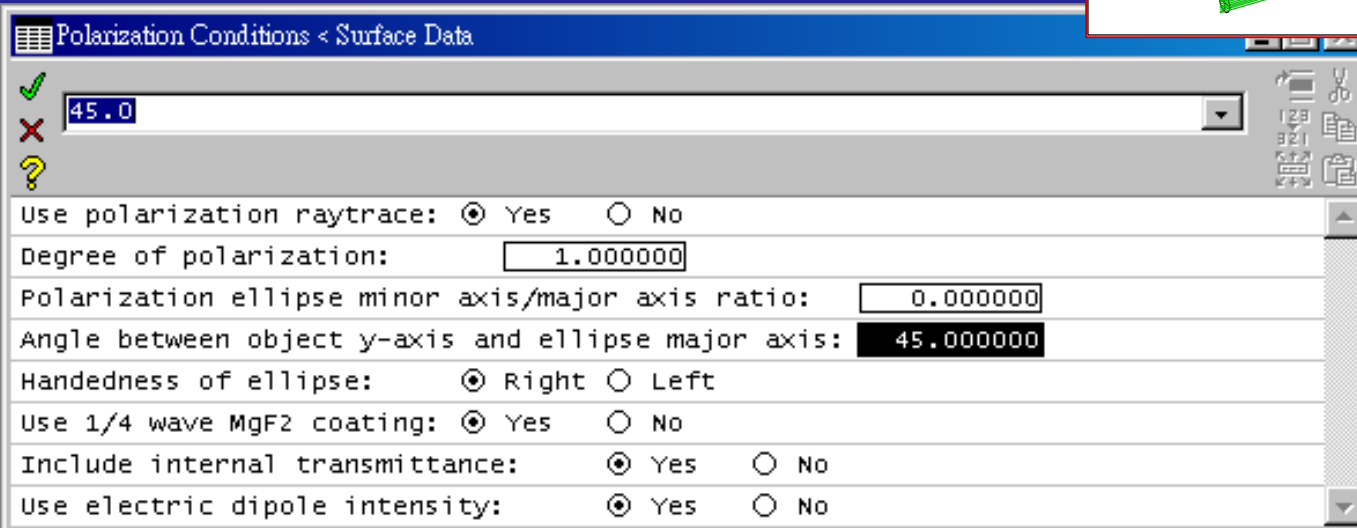 Polarization Conditions < Surface Data
45.0
Use polarization raytrace: Yes No
Degree of polarization: 1.000000
Polarization ellipse minor axis/major axis ratio: 0.000000
Angle between object y-axis and ellipse major axis: 45.000000
Handedness of ellipse: Right Left
Use 1/4 wave MgF2 coating: Yes No
Include internal transmittance: Yes No
Use electric dipole intensity: Yes No